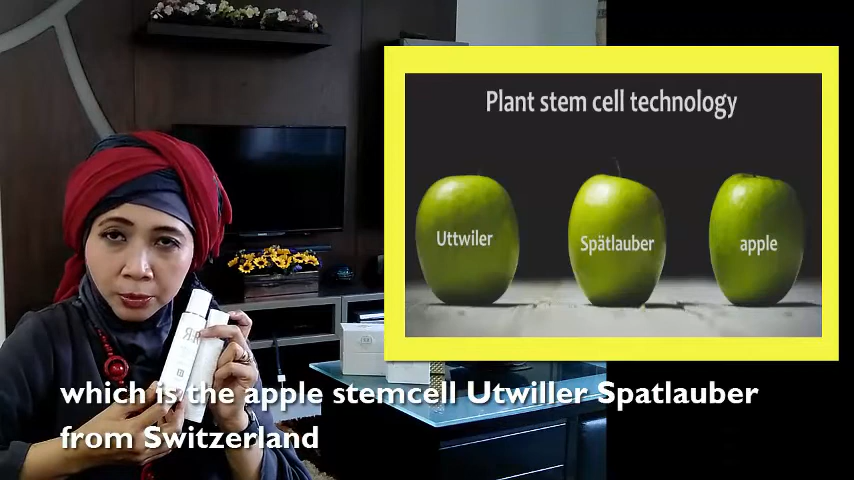 Plant stem cell technology
Uttwiler
Spätlauber
apple
which is the apple stemcell Utwiller Spatlauber
from Switzerland